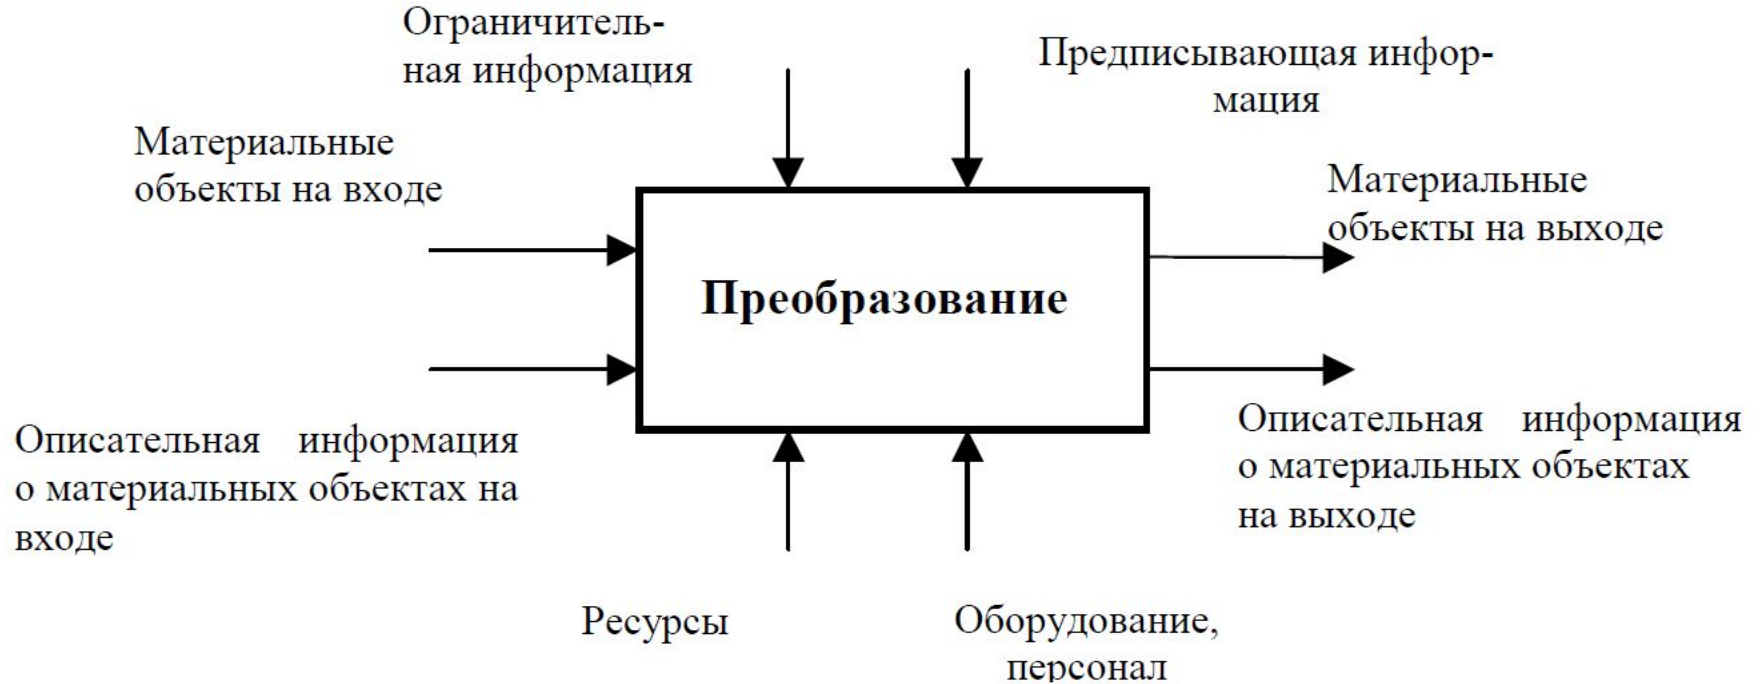 Ограничитель-
ная информация
Предписывающая инфор-
мация
Материальные
объекты на входе
Материальные
объекты на выходе
Преобразование
Описательная информация
о материальных объектах на
входе
Описательная информация
о материальных объектах
на выходе
Ресурсы
Оборудование,
персонал